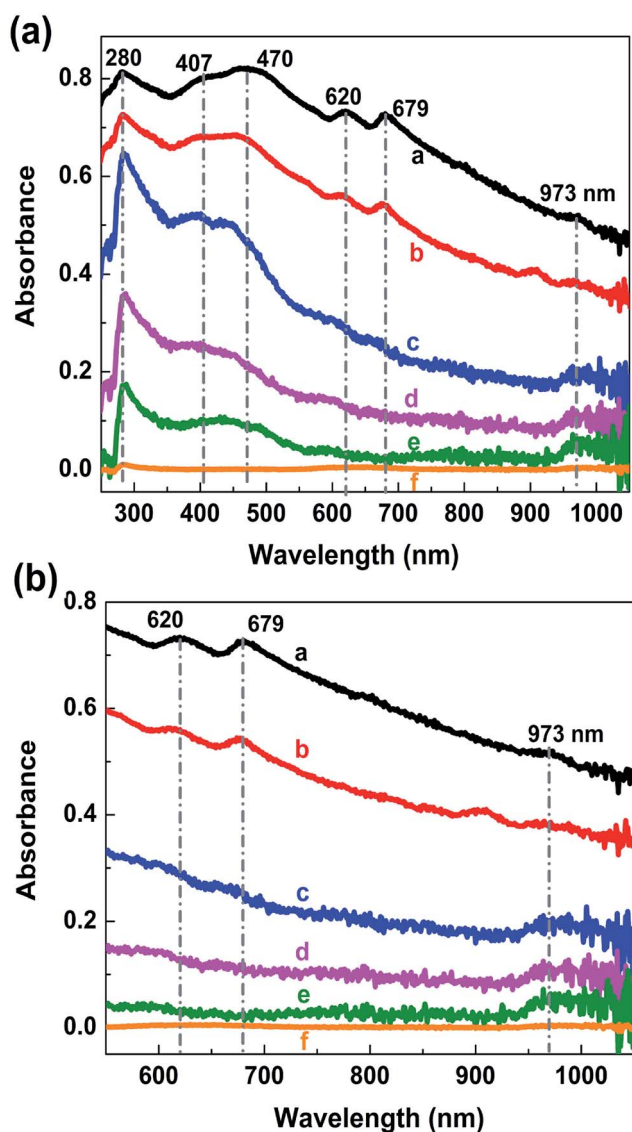 (a)
280 407 470 620 679 973 nm
a
b
c
d
e
f
0.8
0.6
0.4
0.2
0.0
Absorbance
300 400 500 600 700 800 900 1000
Wavelength (nm)
(b)
620 679 973 nm
a
b
c
d
e
f
0.8
0.6
0.4
0.2
0.0
Absorbance
600 700 800 900 1000
Wavelength (nm)